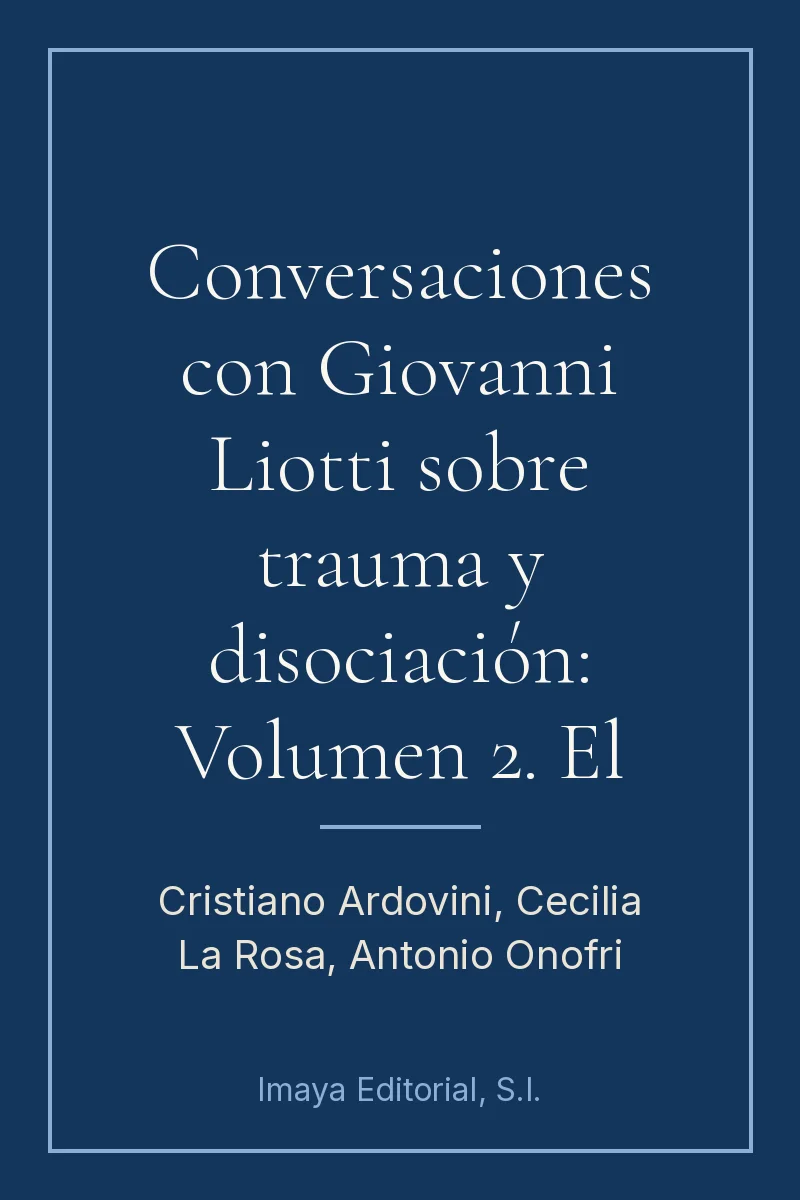 Conversaciones
con Giovanni
Liotti sobre
trauma y
disociación:
Volumen 2. El
Cristiano Ardovini, Cecilia
La Rosa, Antonio Onofri
Imaya Editorial, S.l.